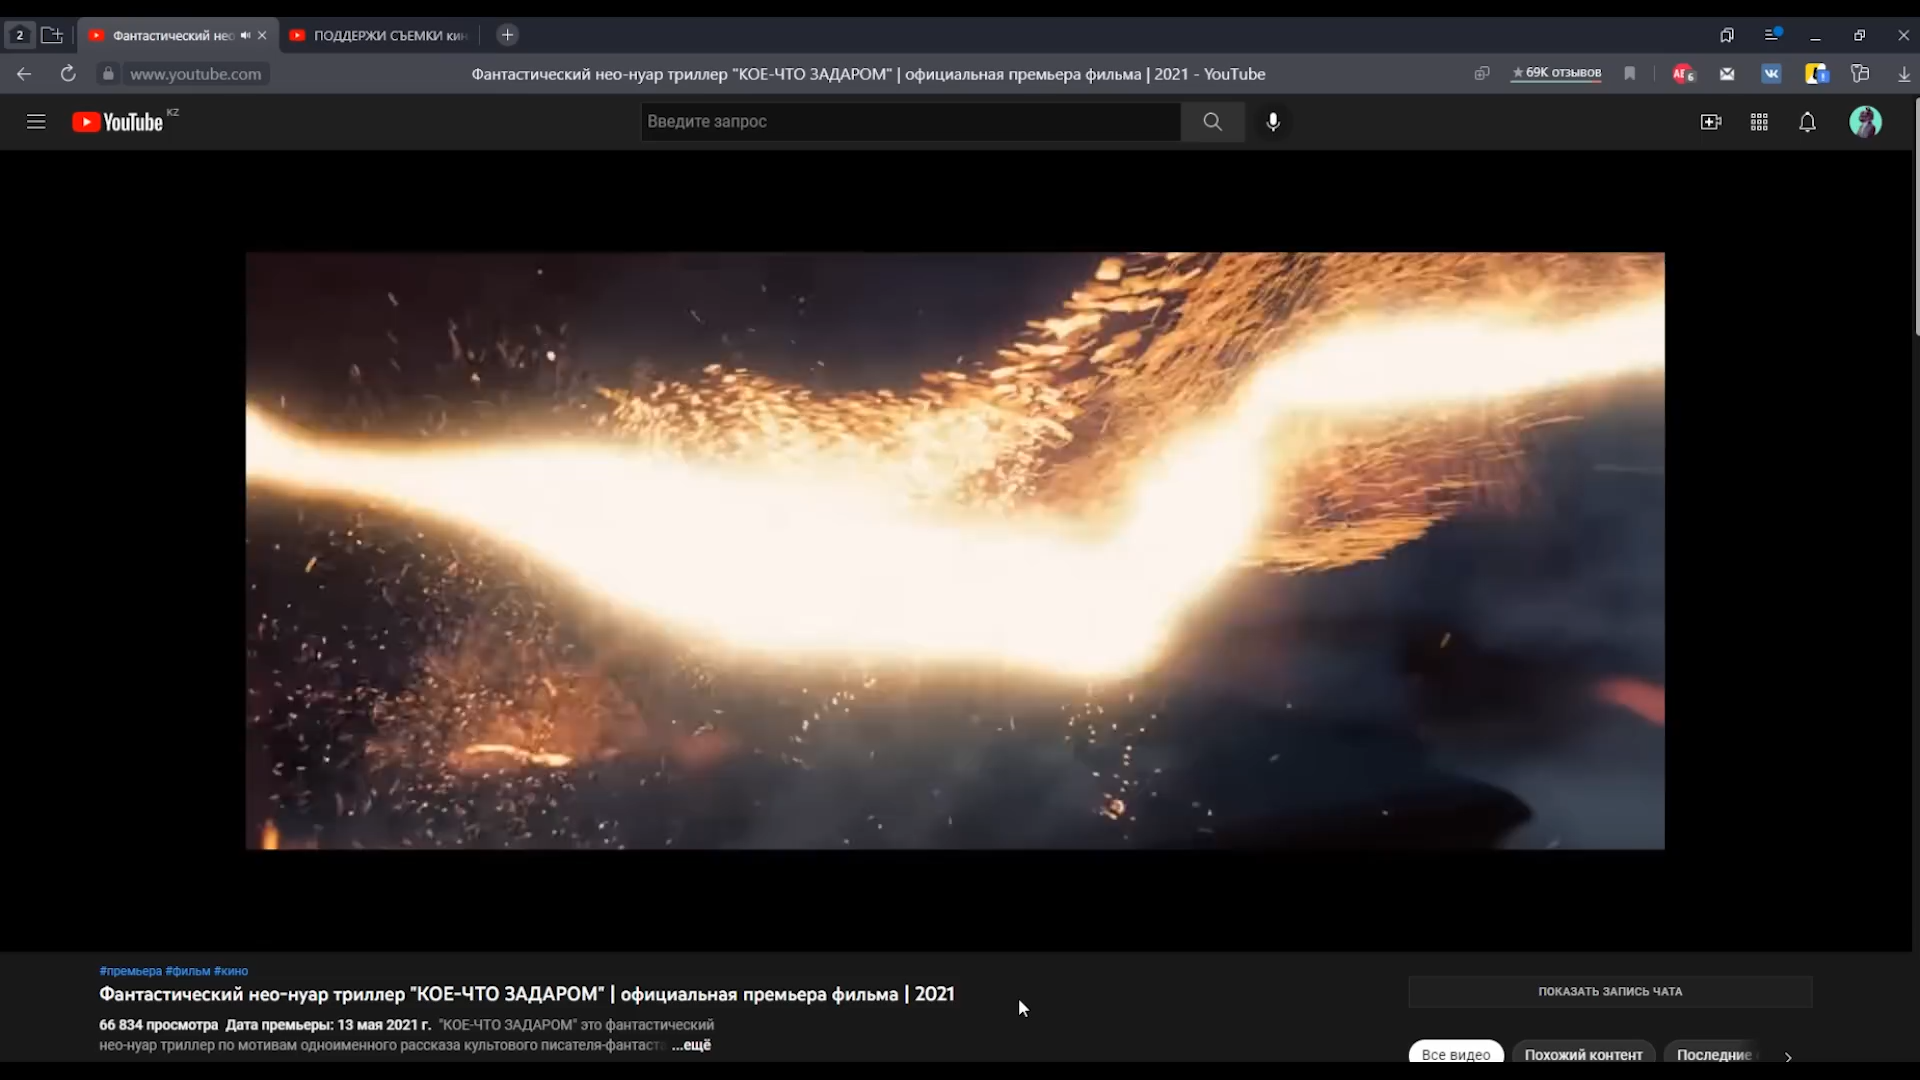 2
Фантастический нео
ПОДДЕРЖИ СЪЕМКИ кин
www.youtube.com
Фантастический нео-нуар триллер "КОЕ-ЧТО ЗАДАРОМ" | официальная премьера фильма | 2021 - YouTube
69K отзывов
6
YouTube KZ
Введите запрос
#премьера #фильм #кино
Фантастический нео-нуар триллер "КОЕ-ЧТО ЗАДАРОМ" | официальная премьера фильма | 2021
66 834 просмотра Дата премьеры: 13 мая 2021 г. "КОЕ-ЧТО ЗАДАРОМ" это фантастический
нео-нуар триллер по мотивам одноименного рассказа культового писателя-фантаста ...ещё
ПОКАЗАТЬ ЗАПИСЬ ЧАТА
Все видео
Похожий контент
Последние